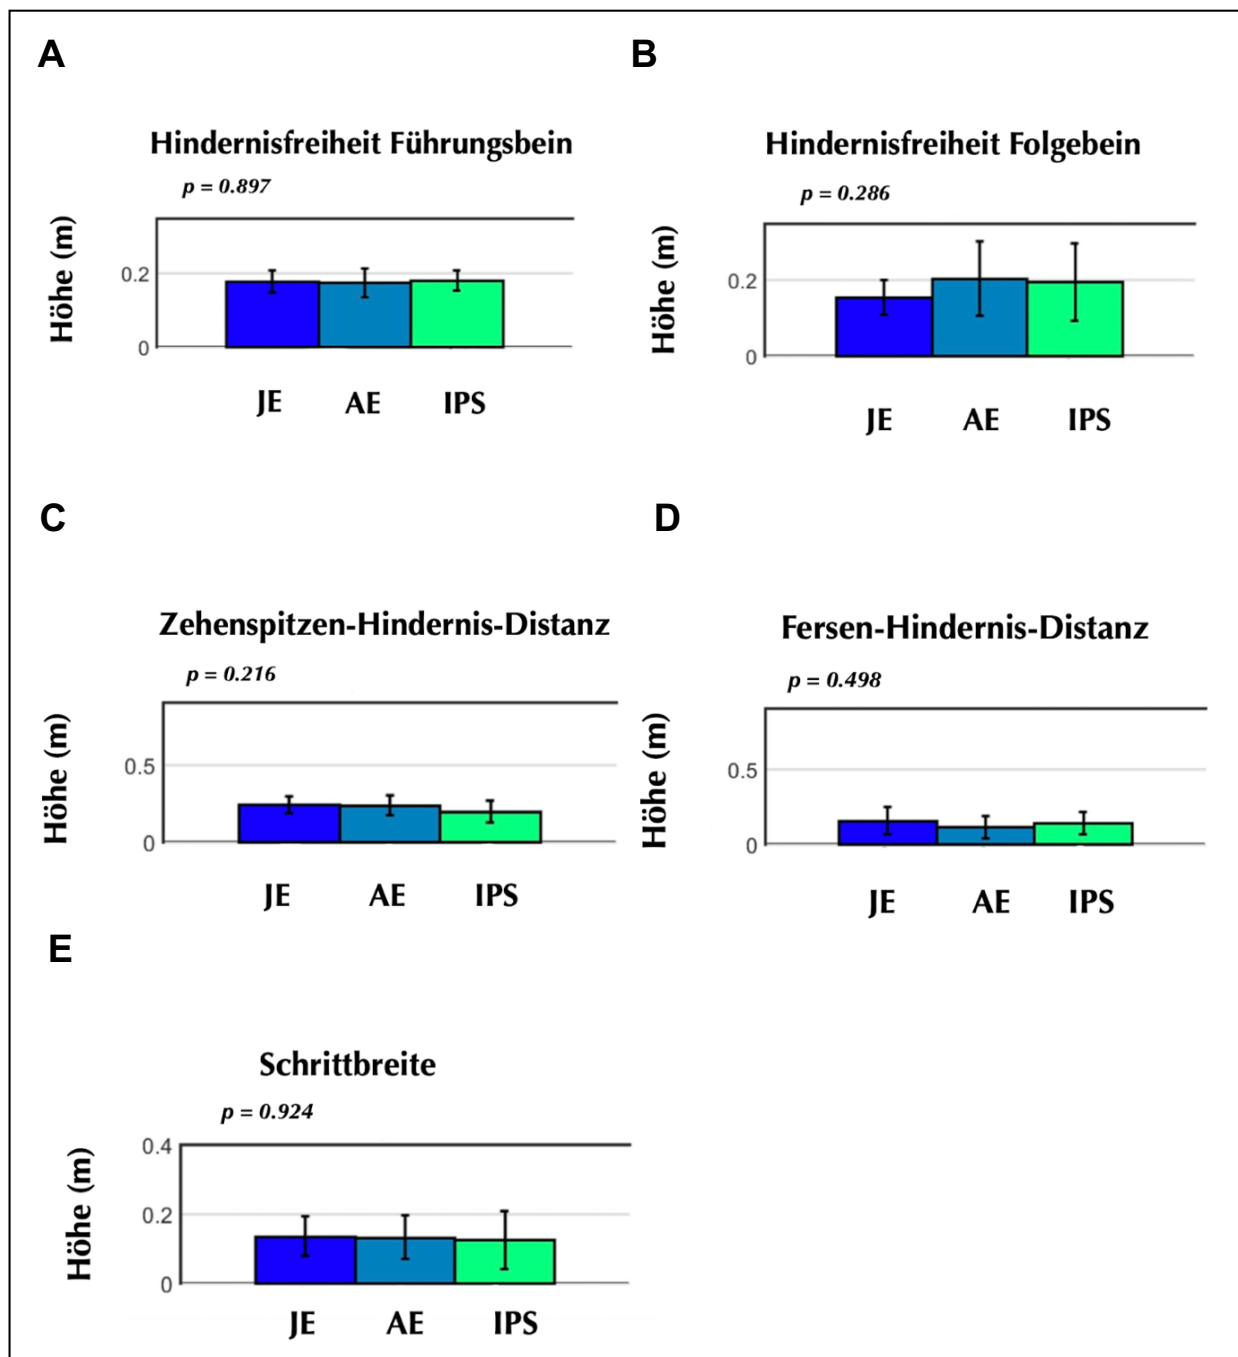 A
Hindernisfreiheit Führungsbein
p = 0.897
Höhe (m)
0.2
0
JE AE IPS
B
Hindernisfreiheit Folgebein
p = 0.286
Höhe (m)
0.2
0
JE AE IPS
C
Zehenspitzen-Hindernis-Distanz
p = 0.216
Höhe (m)
0.5
0
JE AE IPS
D
Fersen-Hindernis-Distanz
p = 0.498
Höhe (m)
0.5
0
JE AE IPS
E
Schrittbreite
p = 0.924
Höhe (m)
0.4
0.2
0
JE AE IPS